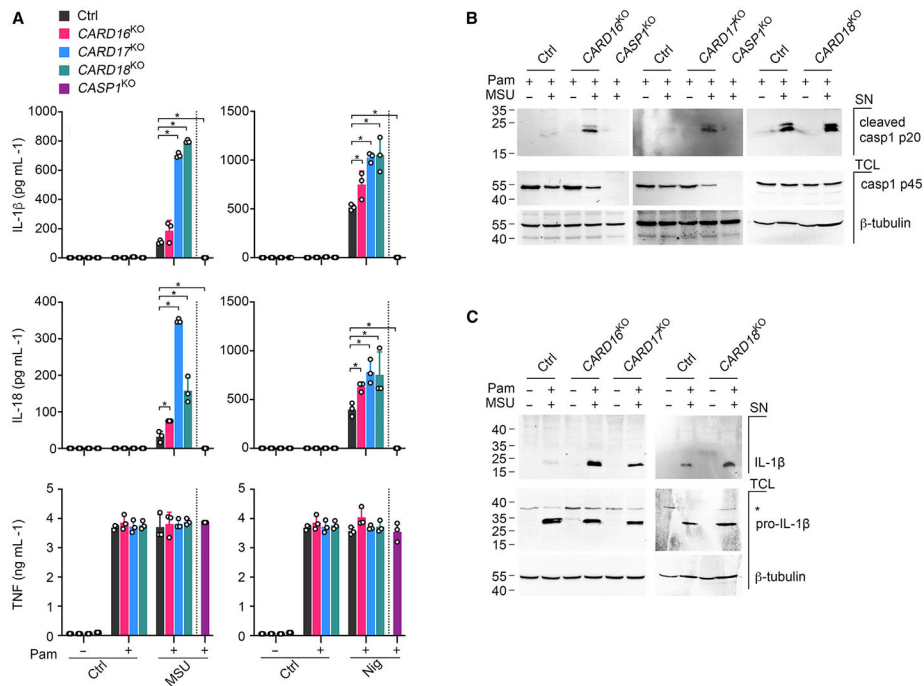 A
Ctrl
CARD16KO
CARD17KO
CARD18KO
CASP1KO
IL-1β (pg mL -1)
1000
800
600
400
200
0
* * *
1000
500
0
* * * *
IL-18 (pg mL -1)
400
300
200
100
0
* * * *
1500
1000
500
0
* * * *
TNF (ng mL -1)
5
4
3
2
1
0
5
4
3
2
1
0
Pam – + + + – + + +
Ctrl MSU Ctrl Nig
B
Ctrl CARD16KO CASP1KO Ctrl CARD17KO CASP1KO Ctrl CARD18KO
Pam + + + + + + + + + + + + + + + +
MSU – + – + – + – + – + – + – + – +
SN
35
25
15
cleaved
casp1 p20
TCL
55
40
casp1 p45
55
40
β-tubulin
C
Ctrl CARD16KO CARD17KO Ctrl CARD18KO
Pam – + – + – + – + – +
MSU – + – + – + – + – +
SN
40
35
25
15
IL-1β
TCL
40
35
25
15
*
pro-IL-1β
55
40
β-tubulin